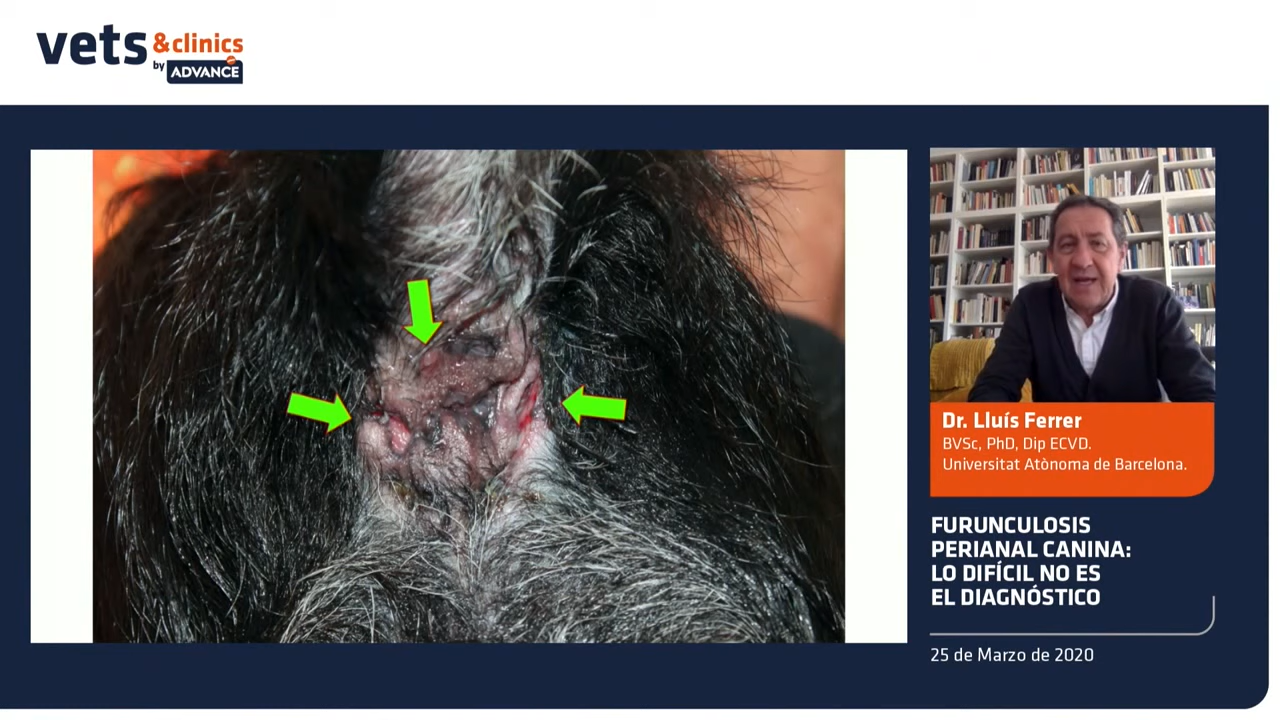 vets &clinics
by ADVANCE
Dr. Lluís Ferrer
BVSc, PhD, Dip ECVD.
Universitat Autònoma de Barcelona.
FURUNCULOSIS
PERIANAL CANINA:
LO DIFÍCIL NO ES
EL DIAGNÓSTICO
25 de Marzo de 2020